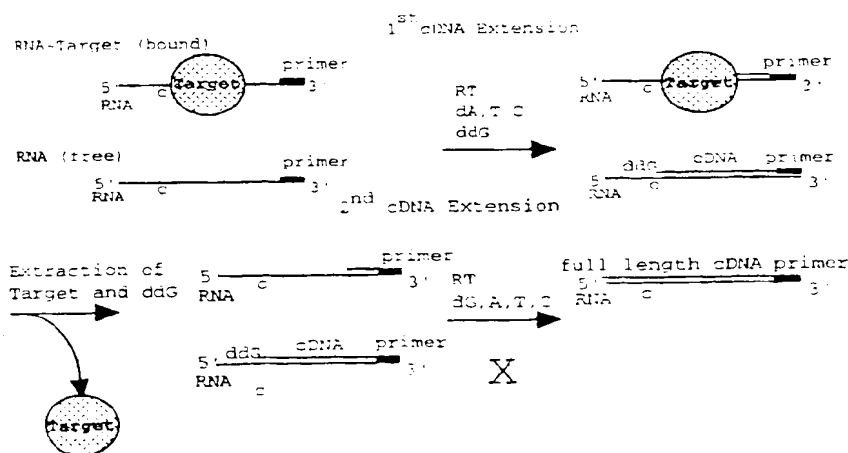 1st cDNA Extension
RNA-Target (bound)
primer
5'
Target
3'
RNA
c
RT
dA,T C
ddG
primer
Target
c
RNA
RNA (free)
primer
5'
3'
RNA
c
ddG
cDNA
primer
5'
3'
RNA
c
2nd cDNA Extension
Extraction of
Target and ddG
primer
5'
3'
RNA
c
RT
dG,A,T,C
full length cDNA primer
5'
3'
RNA
c
ddG
cDNA
primer
5'
3'
RNA
c
X
Target